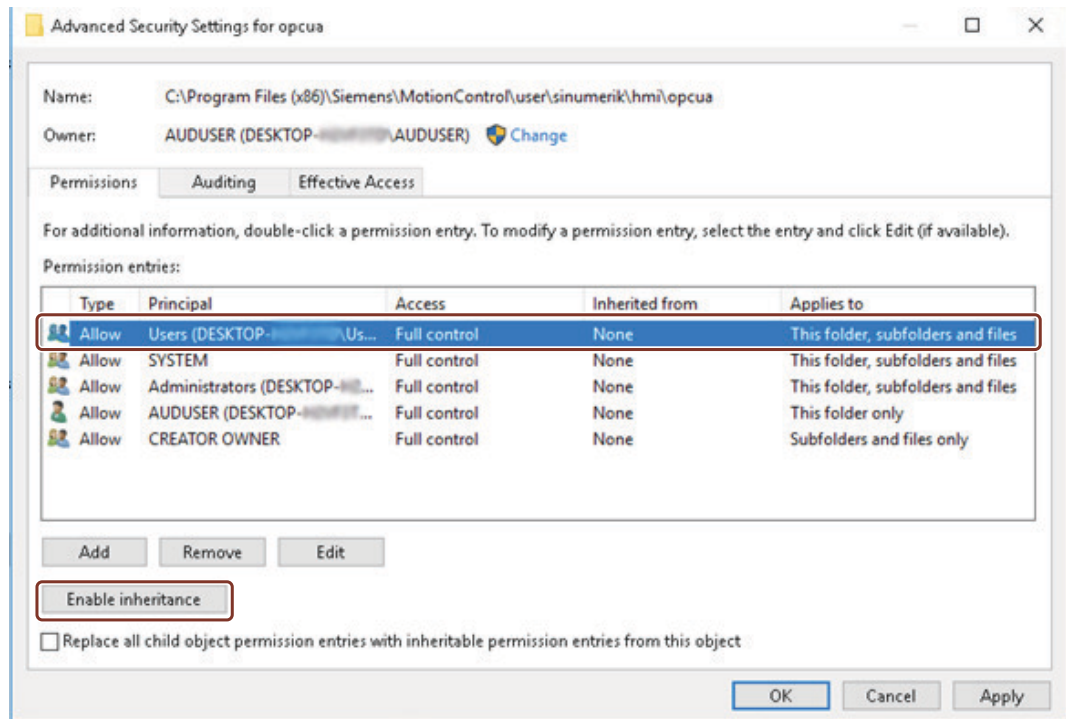 Advanced Security Settings for opcua
Name: C:\Program Files (x86)\Siemens\MotionControl\user\sinumerik\hmi\opcua
Owner: AUDUSER (DESKTOP- \AUDUSER) Change
Permissions Auditing Effective Access
For additional information, double-click a permission entry. To modify a permission entry, select the entry and click Edit (if available).
Permission entries:
Type Principal Access Inherited from Applies to
Allow Users (DESKTOP- \Us... Full control None This folder, subfolders and files
Allow SYSTEM Full control None This folder, subfolders and files
Allow Administrators (DESKTOP- ... Full control None This folder, subfolders and files
Allow AUDUSER (DESKTOP- ... Full control None This folder only
Allow CREATOR OWNER Full control None Subfolders and files only
Add Remove Edit
Enable inheritance
Replace all child object permission entries with inheritable permission entries from this object
OK Cancel Apply